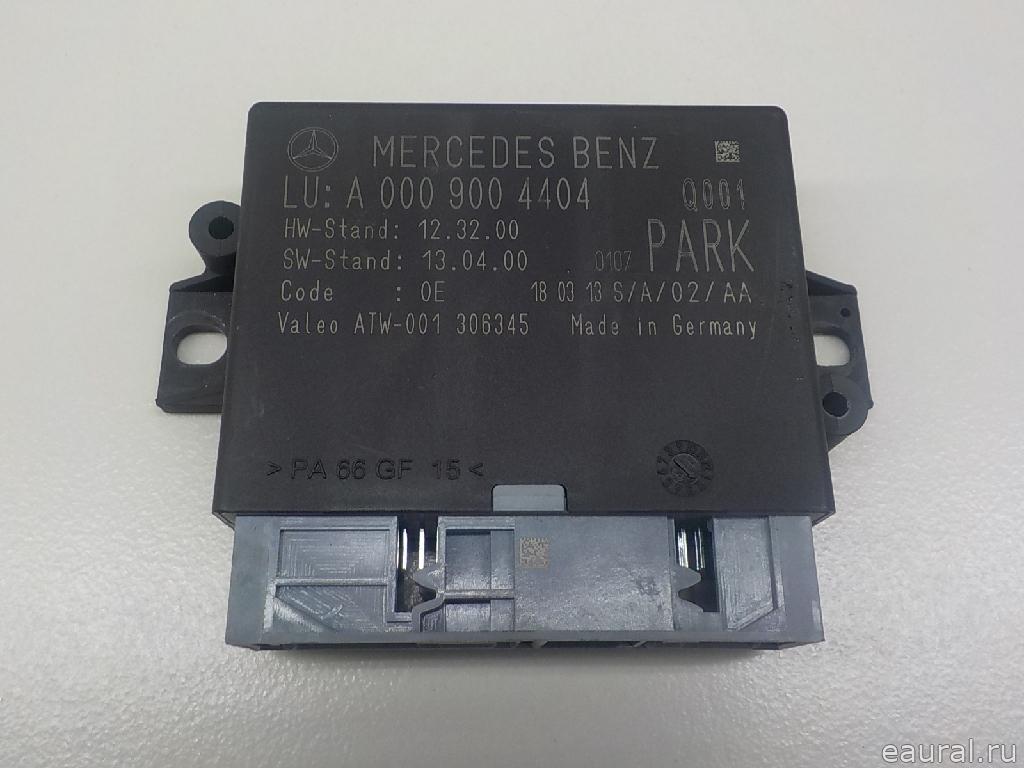 MERCEDES BENZ
LU: A 000 900 4404 Q001
HW-Stand: 12.32.00
SW-Stand: 13.04.00 0107 PARK
Code : 0E 18 03 13 S/A/02/AA
Valeo ATW-001 306345 Made in Germany
>PA 66 GF 15<
eaural.ru